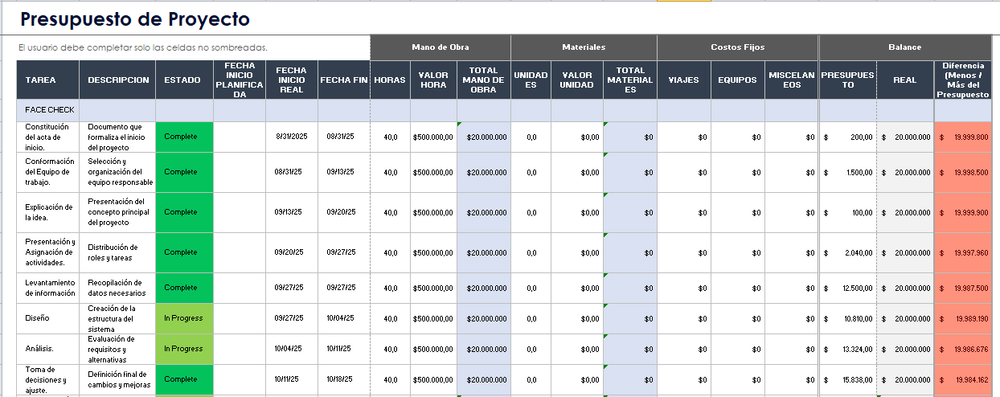 Presupuesto de Proyecto
El usuario debe completar solo las celdas no sombreadas.
Mano de Obra Materiales Costos Fijos Balance
TAREA DESCRIPCION ESTADO FECHA INICIO PLANIFICADA FECHA INICIO REAL FECHA FIN HORAS VALOR HORA TOTAL MANO DE OBRA UNIDADES VALOR UNIDAD TOTAL MATERIALES VIAJES EQUIPOS MISCELANEOS PRESUPUESTO REAL Diferencia (Menos / Más del Presupuesto
FACE CHECK
Constitución del acta de inicio. Documento que formaliza el inicio del proyecto Complete 8/31/2025 08/31/25 40,0 $500.000,00 $20.000.000 0,0 $0,00 $0 $0 $0 $0 $ 200,00 $ 20.000.000 $ 19.999.800
Conformación del Equipo de trabajo. Selección y organización del equipo responsable Complete 08/31/25 09/13/25 40,0 $500.000,00 $20.000.000 0,0 $0,00 $0 $0 $0 $0 $ 1.500,00 $ 20.000.000 $ 19.998.500
Explicación de la idea. Presentación del concepto principal del proyecto Complete 09/13/25 09/20/25 40,0 $500.000,00 $20.000.000 0,0 $0,00 $0 $0 $0 $0 $ 100,00 $ 20.000.000 $ 19.999.900
Presentación y Asignación de actividades. Distribución de roles y tareas Complete 09/20/25 09/27/25 40,0 $500.000,00 $20.000.000 0,0 $0,00 $0 $0 $0 $0 $ 2.040,00 $ 20.000.000 $ 19.997.960
Levantamiento de información Recopilación de datos necesarios Complete 09/27/25 09/27/25 40,0 $500.000,00 $20.000.000 0,0 $0,00 $0 $0 $0 $0 $ 12.500,00 $ 20.000.000 $ 19.987.500
Diseño Creación de la estructura del sistema In Progress 09/27/25 10/04/25 40,0 $500.000,00 $20.000.000 0,0 $0,00 $0 $0 $0 $0 $ 10.810,00 $ 20.000.000 $ 19.989.190
Análisis. Evaluación de requisitos y alternativas In Progress 10/04/25 10/11/25 40,0 $500.000,00 $20.000.000 0,0 $0,00 $0 $0 $0 $0 $ 13.324,00 $ 20.000.000 $ 19.986.676
Toma de decisiones y ajuste. Definición final de cambios y mejoras Complete 10/11/25 10/18/25 40,0 $500.000,00 $20.000.000 0,0 $0,00 $0 $0 $0 $0 $ 15.838,00 $ 20.000.000 $ 19.984.162